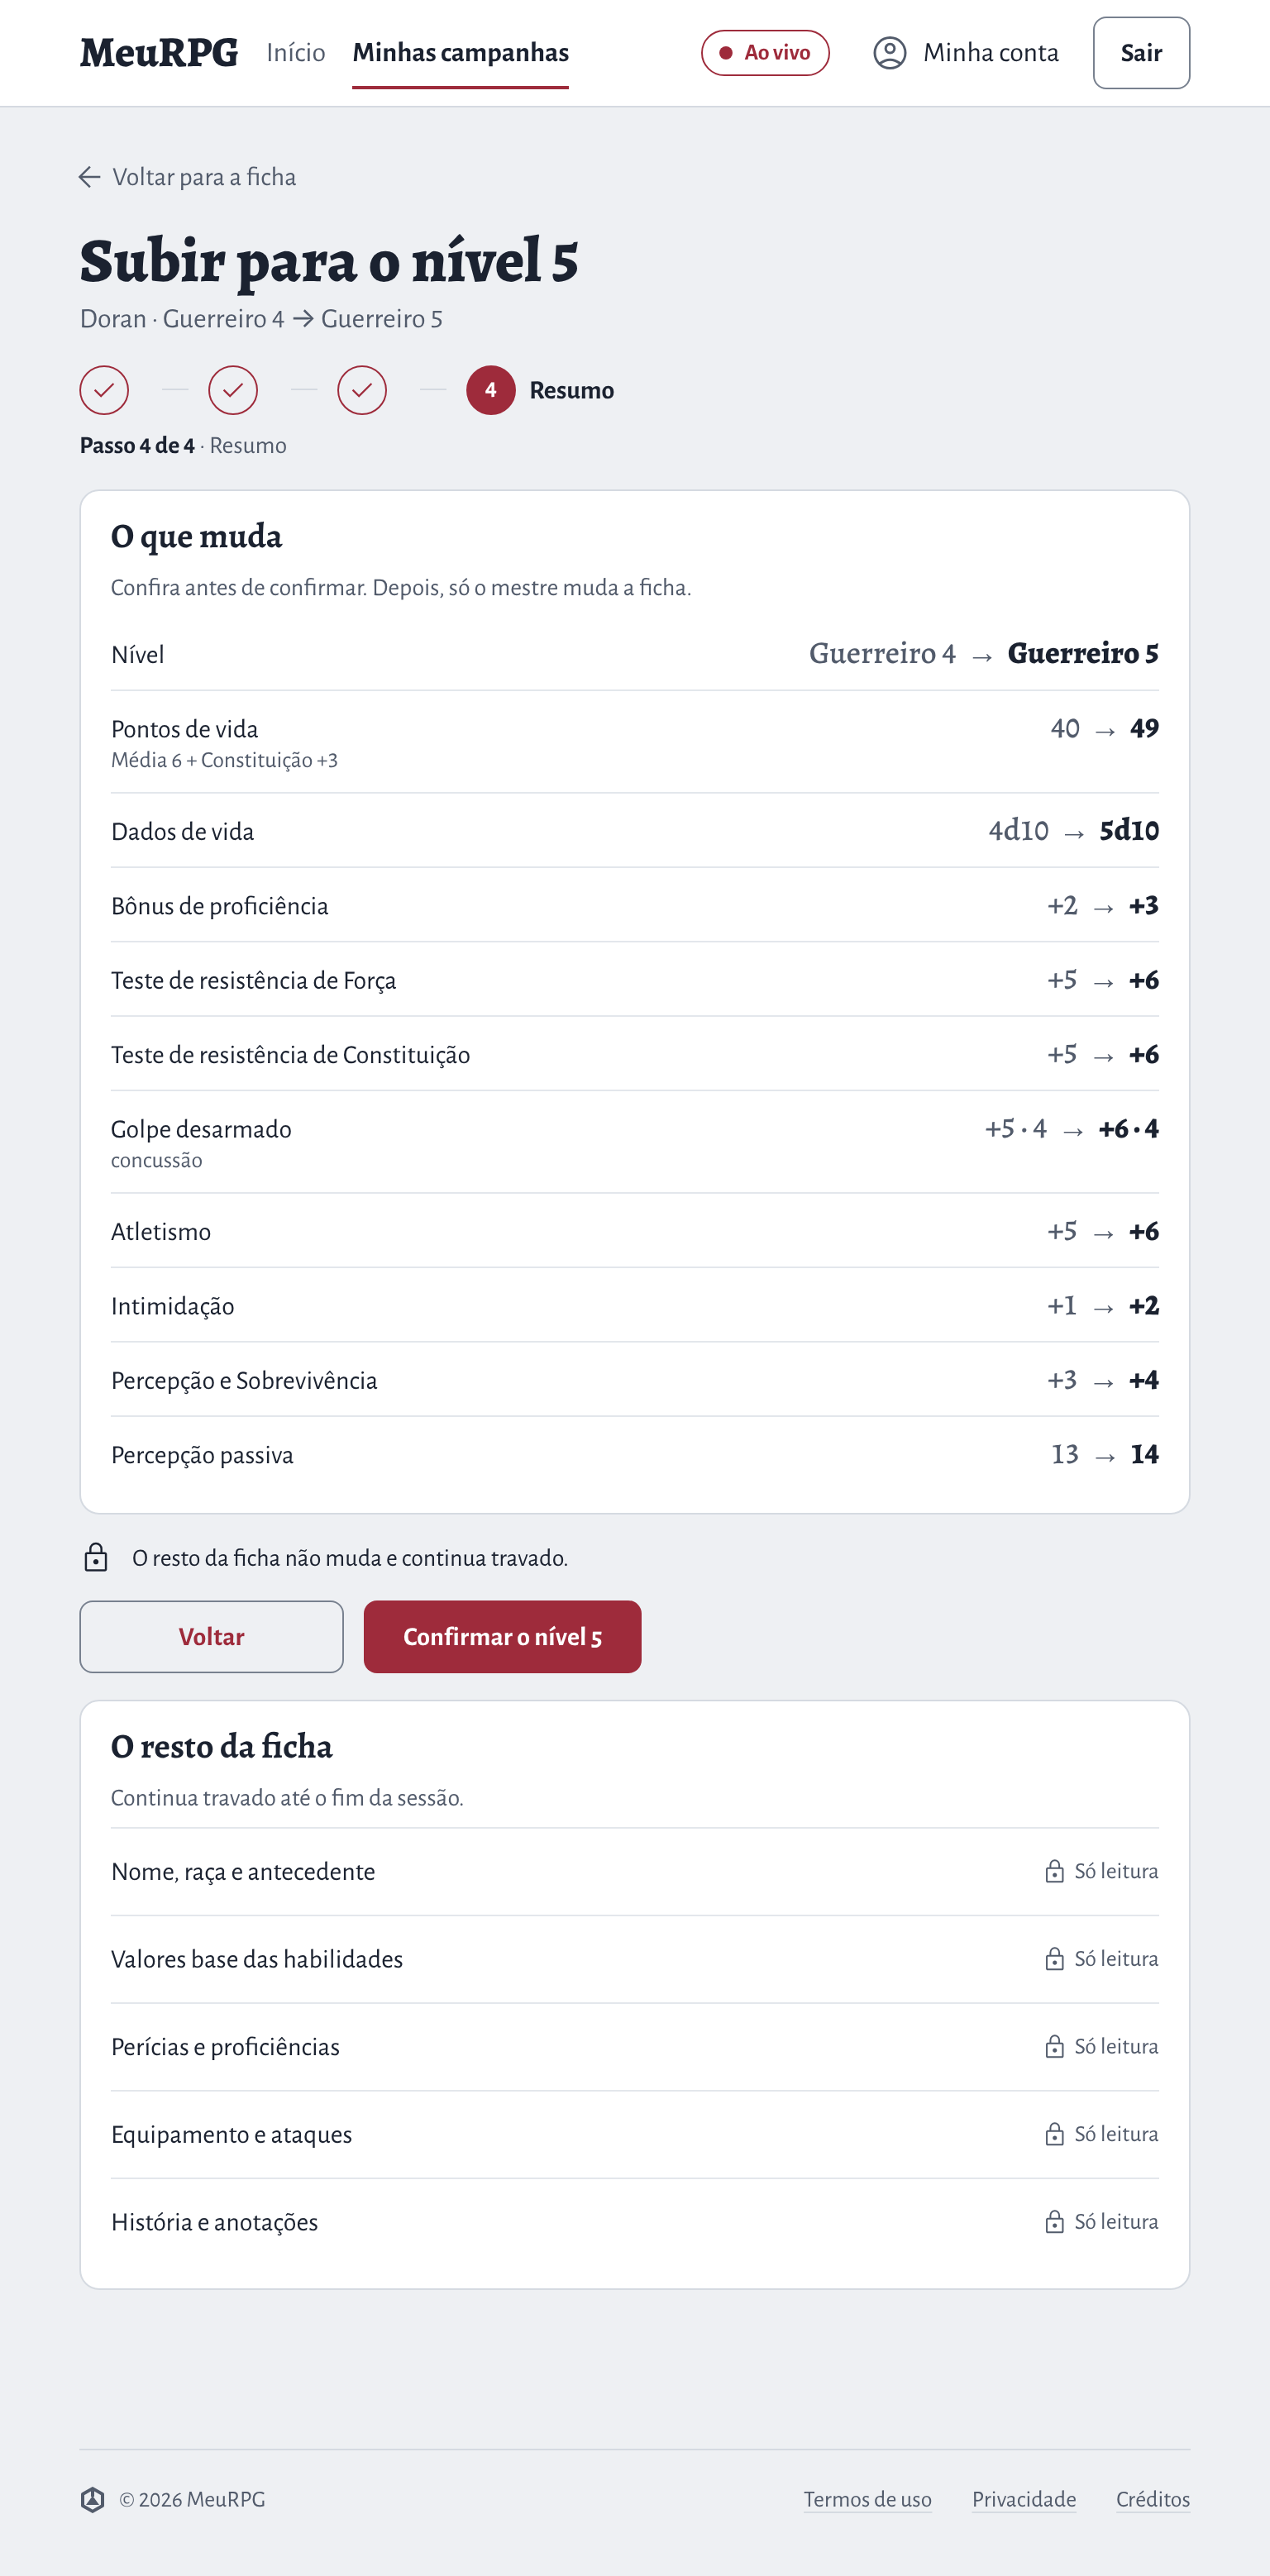 MeuRPG Início Minhas campanhas Ao vivo Minha conta Sair
Voltar para a ficha
Subir para o nível 5
Doran · Guerreiro 4 → Guerreiro 5
4 Resumo
Passo 4 de 4 · Resumo
O que muda
Confira antes de confirmar. Depois, só o mestre muda a ficha.
Nível Guerreiro 4 → Guerreiro 5
Pontos de vida 40 → 49
Média 6 + Constituição +3
Dados de vida 4d10 → 5d10
Bônus de proficiência +2 → +3
Teste de resistência de Força +5 → +6
Teste de resistência de Constituição +5 → +6
Golpe desarmado +5 · 4 → +6 · 4
concussão
Atletismo +5 → +6
Intimidação +1 → +2
Percepção e Sobrevivência +3 → +4
Percepção passiva 13 → 14
O resto da ficha não muda e continua travado.
Voltar Confirmar o nível 5
O resto da ficha
Continua travado até o fim da sessão.
Nome, raça e antecedente Só leitura
Valores base das habilidades Só leitura
Perícias e proficiências Só leitura
Equipamento e ataques Só leitura
História e anotações Só leitura
© 2026 MeuRPG Termos de uso Privacidade Créditos